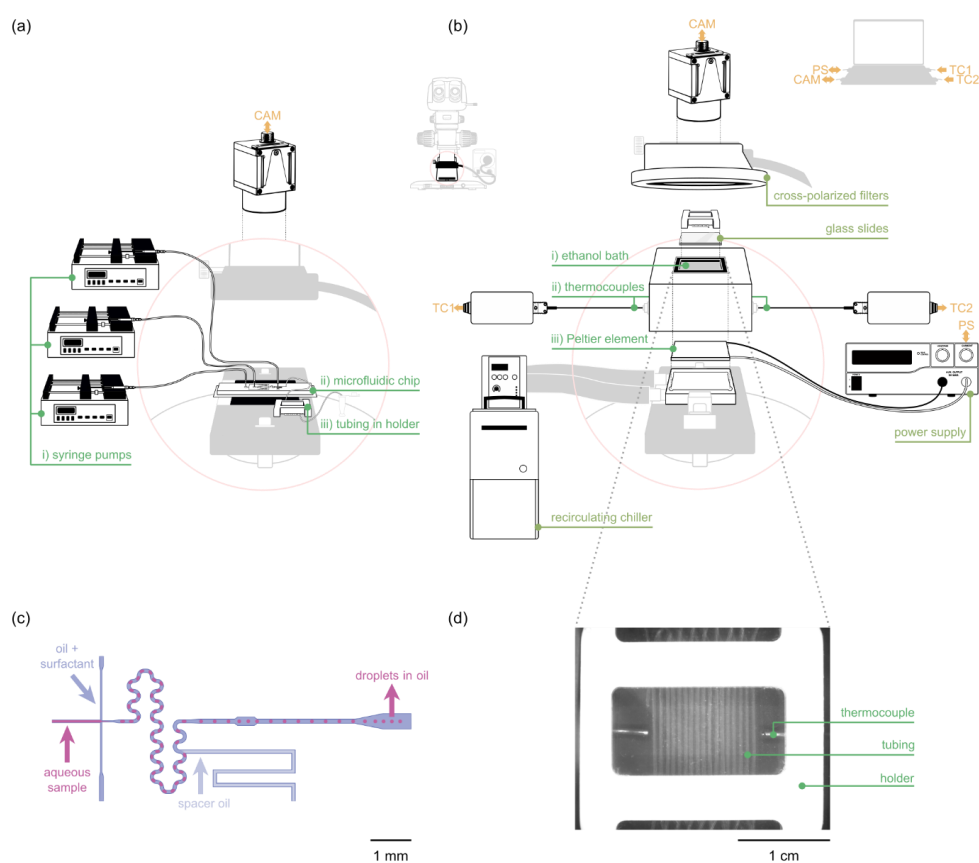 (a)
(b)
CAM
CAM
PS
CAM
TC1
TC2
cross-polarized filters
glass slides
i) ethanol bath
ii) thermocouples
TC1
TC2
PS
iii) Peltier element
ii) microfluidic chip
iii) tubing in holder
i) syringe pumps
power supply
recirculating chiller
(c)
(d)
oil +
surfactant
droplets in oil
aqueous
sample
spacer oil
thermocouple
tubing
holder
1 mm
1 cm